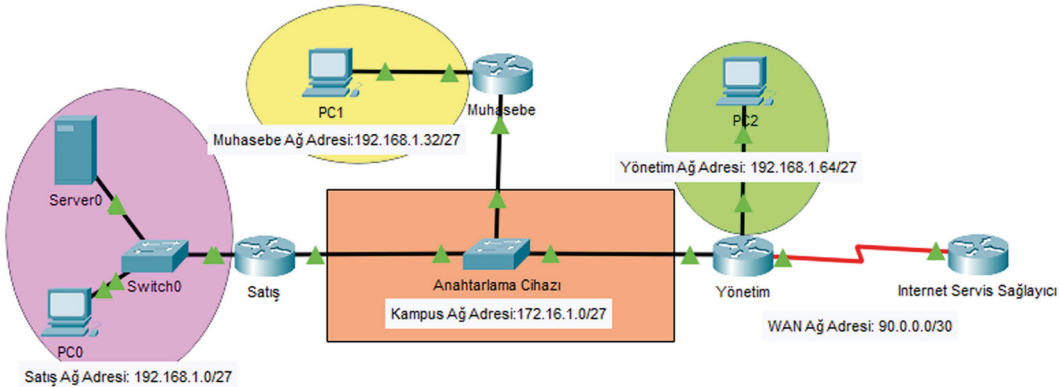 PC1
Muhasebe
Muhasebe Ağ Adresi:192.168.1.32/27
PC2
Yönetim Ağ Adresi: 192.168.1.64/27
Server0
Switch0
Satış
Anahtarlama Cihazı
Yönetim
Internet Servis Sağlayıcı
Kampus Ağ Adresi:172.16.1.0/27
WAN Ağ Adresi: 90.0.0.0/30
PC0
Satış Ağ Adresi: 192.168.1.0/27